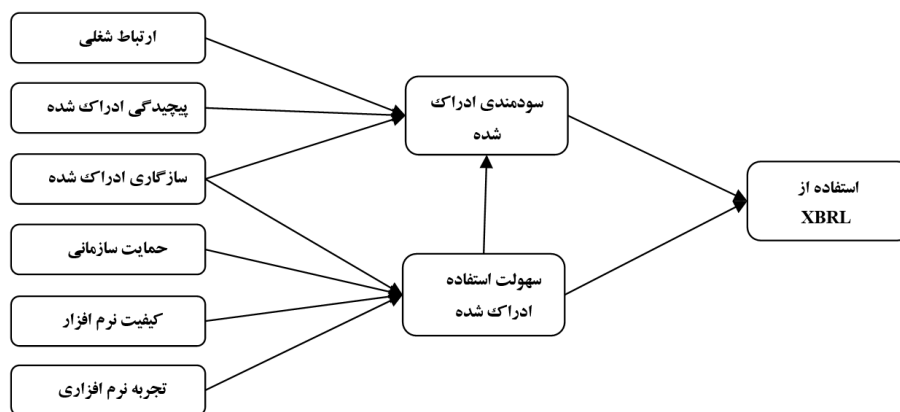 ارتباط شغلی
پیچیدگی ادراک شده
سازگاری ادراک شده
حمایت سازمانی
کیفیت نرم افزار
تجربه نرم افزاری
سودمندی ادراک
شده
سهولت استفاده
ادراک شده
استفاده از
XBRL